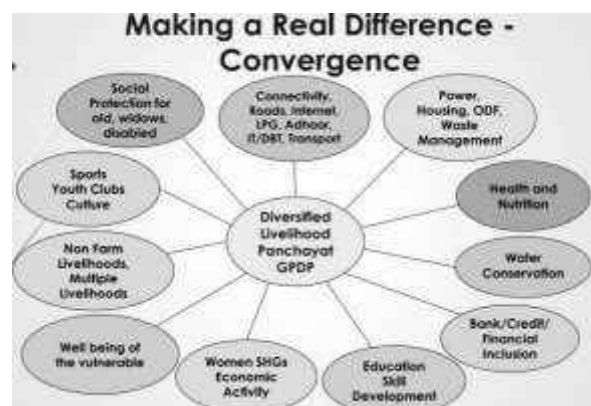 Making a Real Difference -
Convergence
Social
Protection for
old, widows,
disabled
Connectivity,
Roads, Internet,
LPG, Adhaar,
IT/DBT, Transport
Power,
Housing, ODF,
Waste
Management
Sports
Youth Clubs
Culture
Health and
Nutrition
Diversified
Livelihood
Panchayat
GPDP
Non Farm
Livelihoods,
Multiple
Livelihoods
Water
Conservation
Well being of
the vulnerable
Women SHGs
Economic
Activity
Education
Skill
Development
Bank/Credit/
Financial
Inclusion